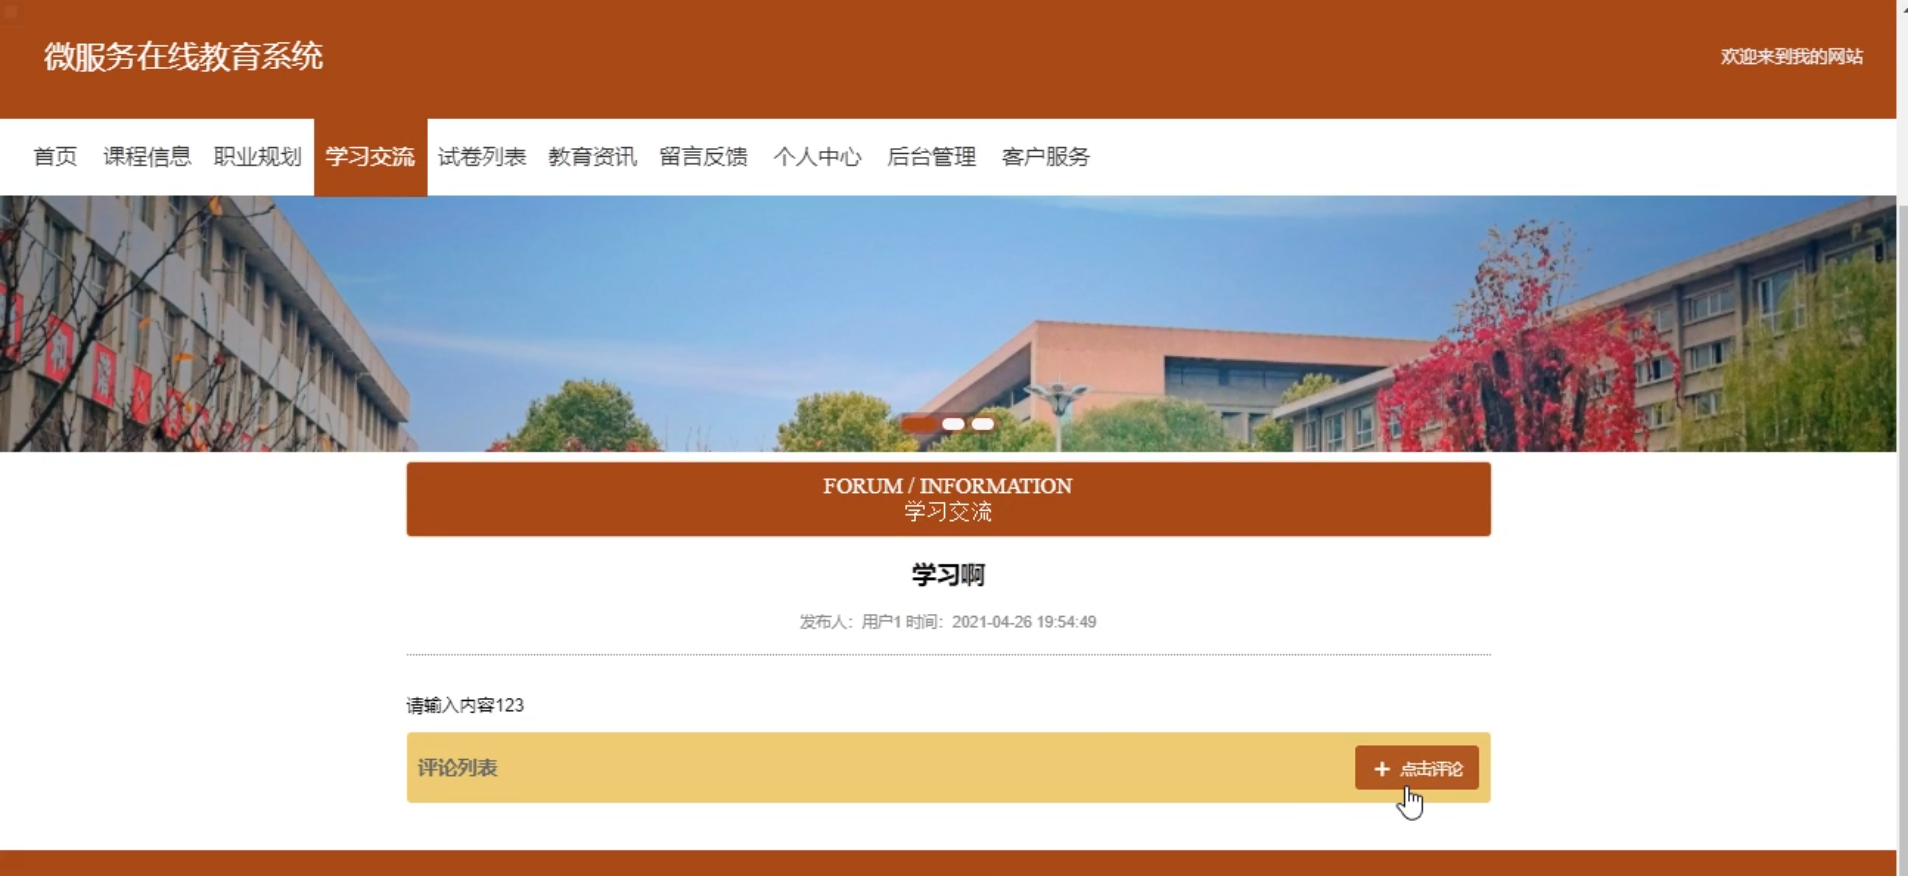 微服务在线教育系统
欢迎来到我的网站
首页 课程信息 职业规划 学习交流 试卷列表 教育资讯 留言反馈 个人中心 后台管理 客户服务
FORUM / INFORMATION
学习交流
学习啊
发布人：用户1 时间：2021-04-26 19:54:49
请输入内容123
评论列表
+ 点击评论